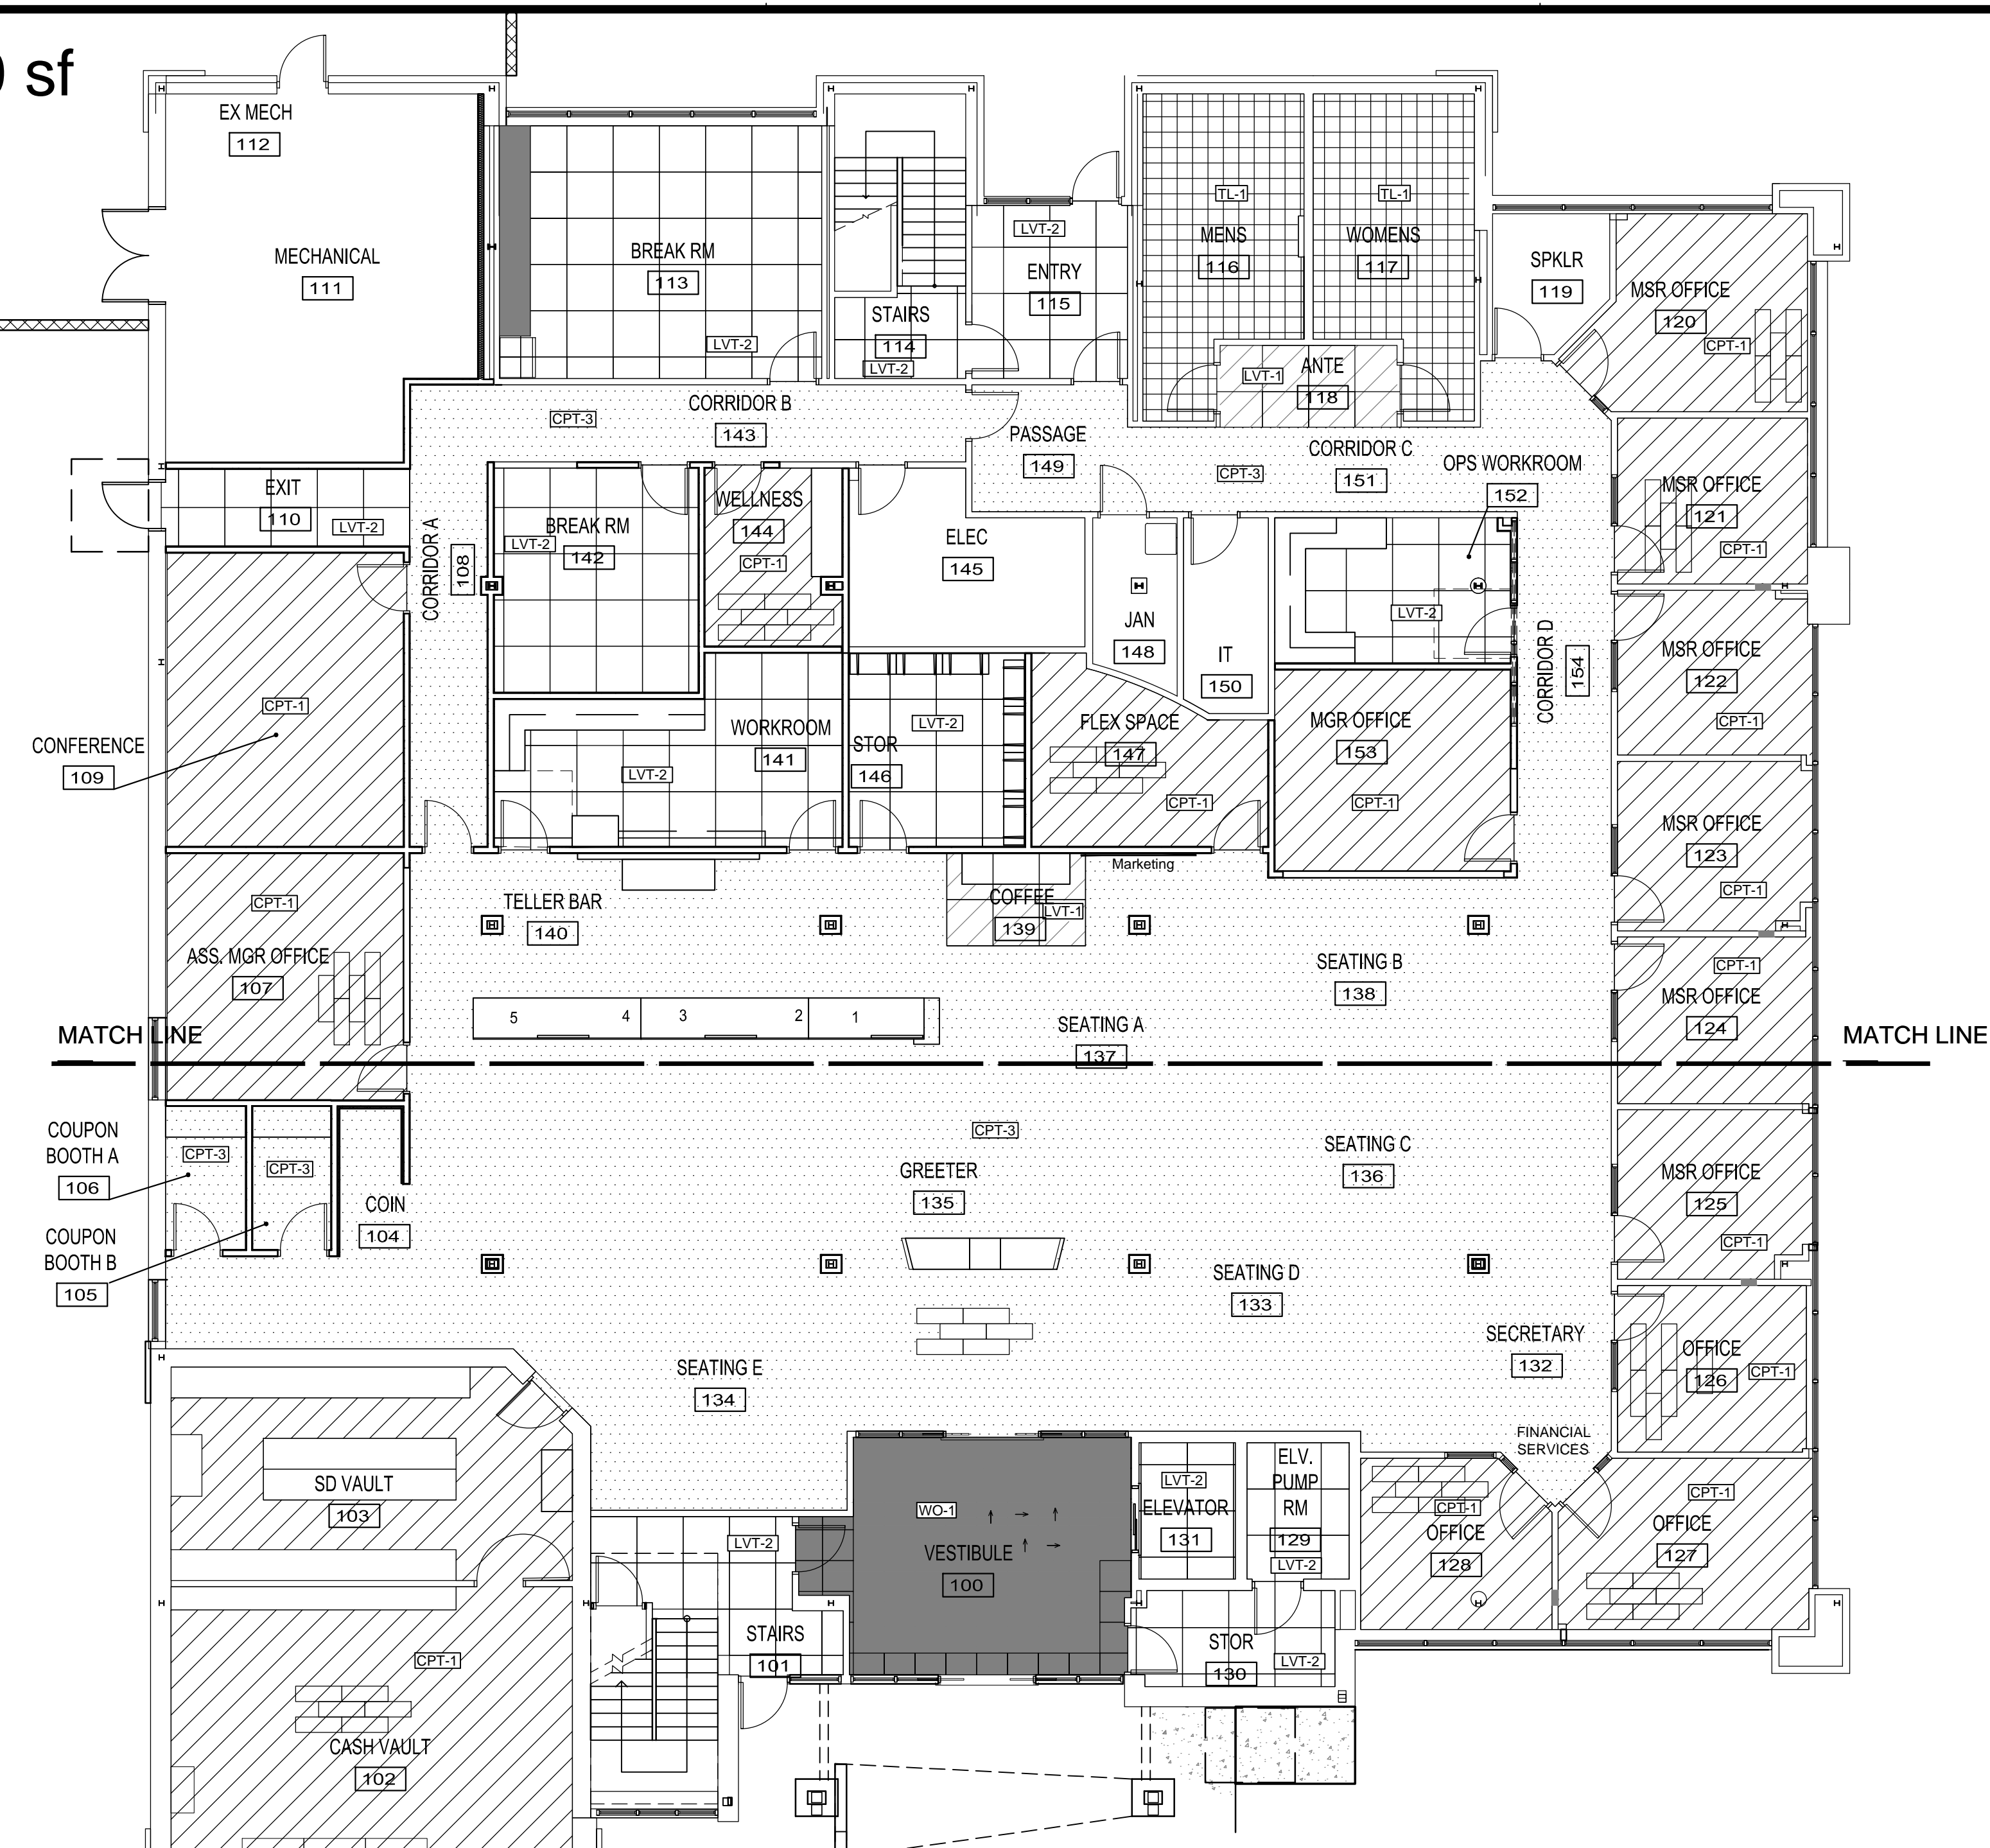 ) sf
EX MECH
112
MECHANICAL
111
BREAK RM
113
LVT-2
STAIRS
114
LVT-2
LVT-2
ENTRY
115
TL-1
MENS
116
TL-1
WOMENS
117
LVT-1
ANTE
118
SPKLR
119
MSR OFFICE
120
CPT-1
CPT-3
CORRIDOR B
143
PASSAGE
149
CPT-3
CORRIDOR C
151
OPS WORKROOM
152
MSR OFFICE
121
CPT-1
EXIT
110
LVT-2
CORRIDOR A
108
LVT-2
BREAK RM
142
WELLNESS
144
CPT-1
ELEC
145
JAN
148
IT
150
LVT-2
CORRIDOR D
154
MSR OFFICE
122
CPT-1
CPT-1
CONFERENCE
109
WORKROOM
141
LVT-2
STOR
146
LVT-2
FLEX SPACE
147
CPT-1
MGR OFFICE
153
CPT-1
MSR OFFICE
123
CPT-1
Marketing
TELLER BAR
140
COFFEE
LVT-1
139
CPT-1
ASS. MGR OFFICE
107
SEATING B
138
CPT-1
MSR OFFICE
124
5
4
3
2
1
SEATING A
137
MATCH LINE
MATCH LINE
COUPON
BOOTH A
106
CPT-3
CPT-3
COUPON
BOOTH B
105
COIN
104
CPT-3
GREETER
135
SEATING C
136
MSR OFFICE
125
CPT-1
SEATING D
133
SECRETARY
132
OFFICE
126
CPT-1
SEATING E
134
FINANCIAL
SERVICES
SD VAULT
103
WO-1
VESTIBULE
100
LVT-2
ELEVATOR
131
ELV.
PUMP
RM
129
LVT-2
CPT-1
OFFICE
128
CPT-1
OFFICE
127
LVT-2
STAIRS
101
STOR
130
LVT-2
CPT-1
CASH VAULT
102